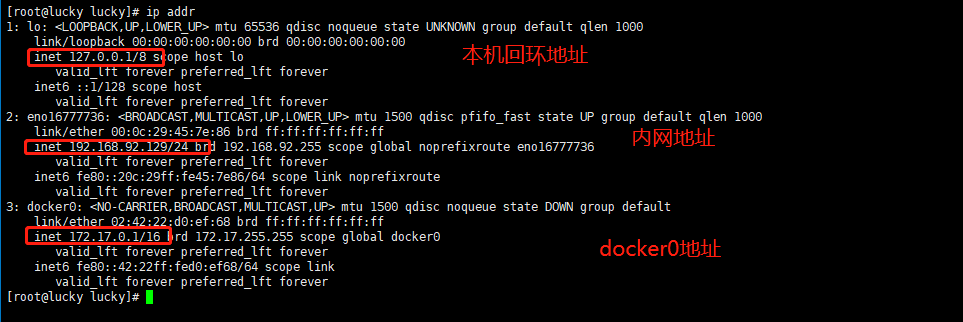 [root@lucky lucky]# ip addr
1: lo: <LOOPBACK,UP,LOWER_UP> mtu 65536 qdisc noqueue state UNKNOWN group default qlen 1000
link/loopback 00:00:00:00:00:00 brd 00:00:00:00:00:00
inet 127.0.0.1/8 scope host lo
本机回环地址
valid_lft forever preferred_lft forever
inet6 ::1/128 scope host
valid_lft forever preferred_lft forever
2: eno16777736: <BROADCAST,MULTICAST,UP,LOWER_UP> mtu 1500 qdisc pfifo_fast state UP group default qlen 1000
link/ether 00:0c:29:45:7e:86 brd ff:ff:ff:ff:ff:ff
内网地址
inet 192.168.92.129/24 brd 192.168.92.255 scope global noprefixroute eno16777736
valid_lft forever preferred_lft forever
inet6 fe80::20c:29ff:fe45:7e86/64 scope link noprefixroute
valid_lft forever preferred_lft forever
3: docker0: <NO-CARRIER,BROADCAST,MULTICAST,UP> mtu 1500 qdisc noqueue state DOWN group default
link/ether 02:42:22:d0:ef:68 brd ff:ff:ff:ff:ff:ff
inet 172.17.0.1/16 brd 172.17.255.255 scope global docker0
docker0地址
valid_lft forever preferred_lft forever
inet6 fe80::42:22ff:fed0:ef68/64 scope link
valid_lft forever preferred_lft forever
[root@lucky lucky]#